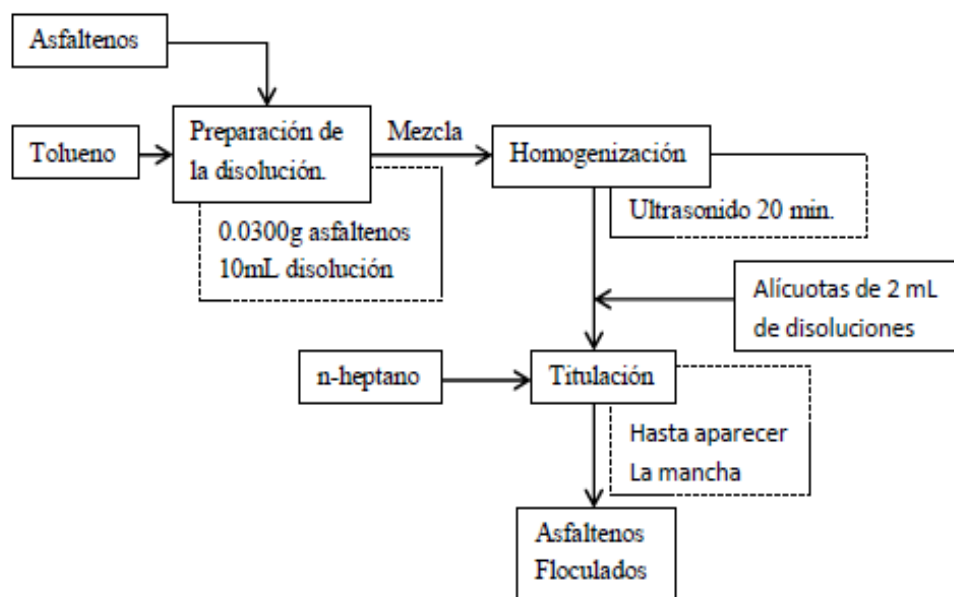 Asfaltenos
Tolueno
Preparación de
la disolución.
Mezcla
Homogenización
0.0300g asfaltenos
10mL disolución
Ultrasonido 20 min.
Alícuotas de 2 mL
de disoluciones
n-heptano
Titulación
Hasta aparecer
La mancha
Asfaltenos
Floculados